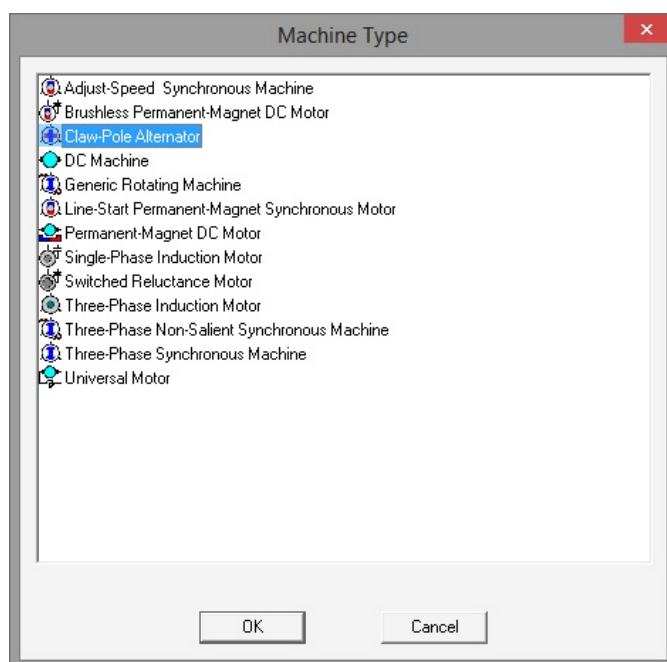 Machine Type
Adjust-Speed  Synchronous Machine
Brushless Permanent-Magnet DC Motor
Claw-Pole Alternator
DC Machine
Generic Rotating Machine
Line-Start Permanent-Magnet Synchronous Motor
Permanent-Magnet DC Motor
Single-Phase Induction Motor
Switched Reluctance Motor
Three-Phase Induction Motor
Three-Phase Non-Salient Synchronous Machine
Three-Phase Synchronous Machine
Universal Motor
OK Cancel